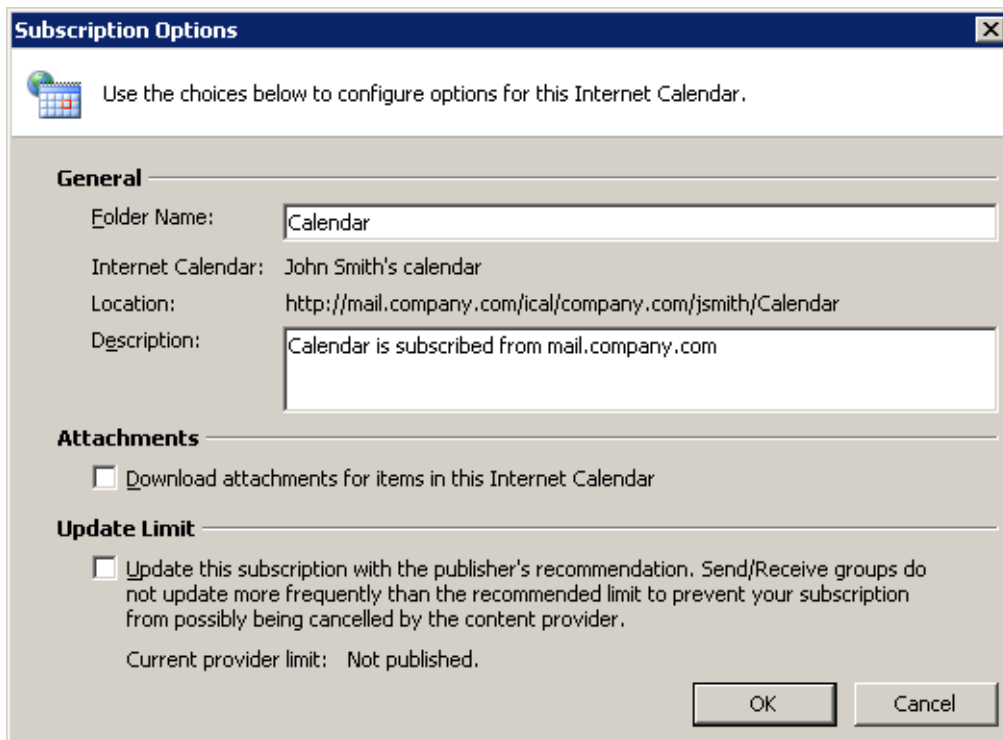 Subscription Options
Use the choices below to configure options for this Internet Calendar.
General
Folder Name: Calendar
Internet Calendar: John Smith's calendar
Location: http://mail.company.com/ical/company.com/jsmith/Calendar
Description: Calendar is subscribed from mail.company.com
Attachments
Download attachments for items in this Internet Calendar
Update Limit
Update this subscription with the publisher's recommendation. Send/Receive groups do
not update more frequently than the recommended limit to prevent your subscription
from possibly being cancelled by the content provider.
Current provider limit: Not published.
OK Cancel